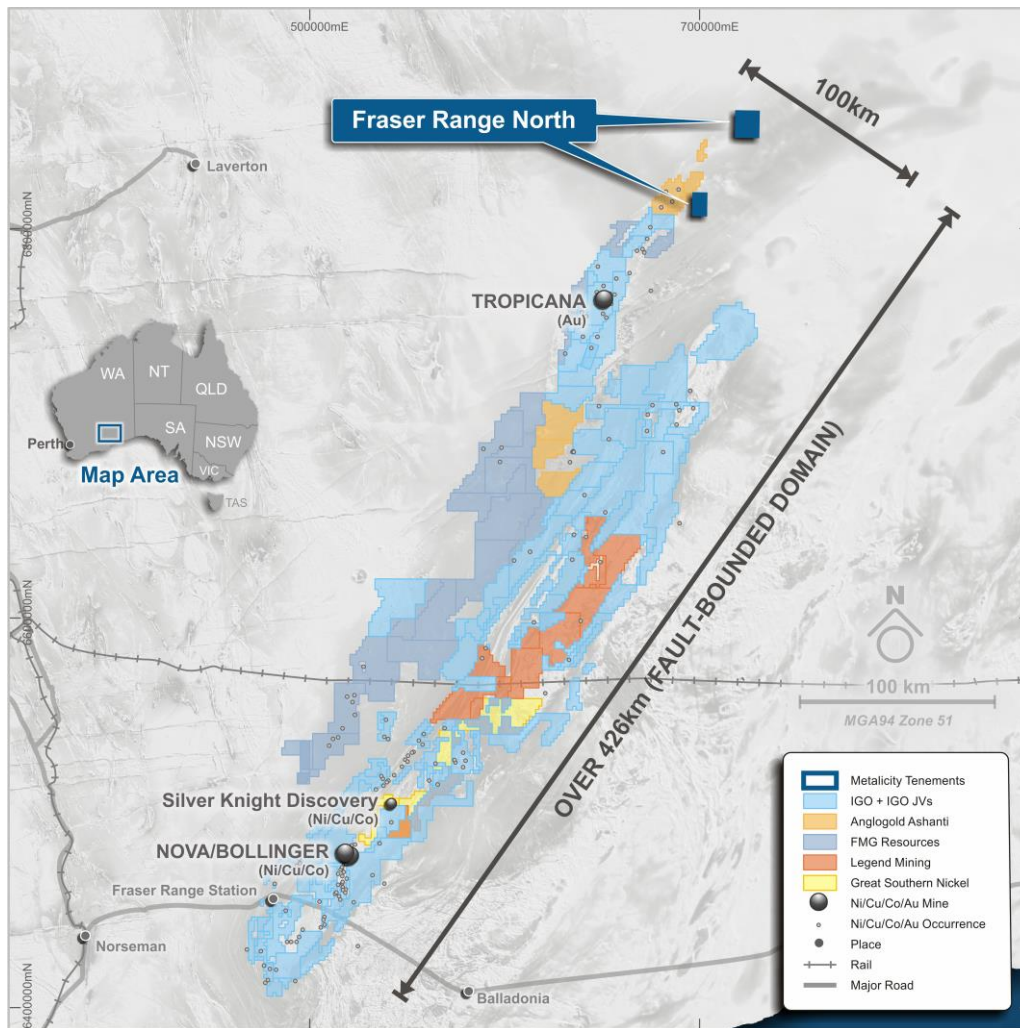 500000mE
700000mE
100km
Fraser Range North
Laverton
6800000mN
TROPICANA
(Au)
WA
NT
QLD
SA
NSW
VIC
TAS
Perth
Map Area
OVER 426km (FAULT-BOUNDED DOMAIN)
6600000mN
N
100 km
MGA94 Zone 51
Silver Knight Discovery
(Ni/Cu/Co)
NOVA/BOLLINGER
(Ni/Cu/Co)
Fraser Range Station
Norseman
Balladonia
6400000mN
Metalicity Tenements
IGO + IGO JVs
Anglogold Ashanti
FMG Resources
Legend Mining
Great Southern Nickel
Ni/Cu/Co/Au Mine
Ni/Cu/Co/Au Occurrence
Place
Rail
Major Road